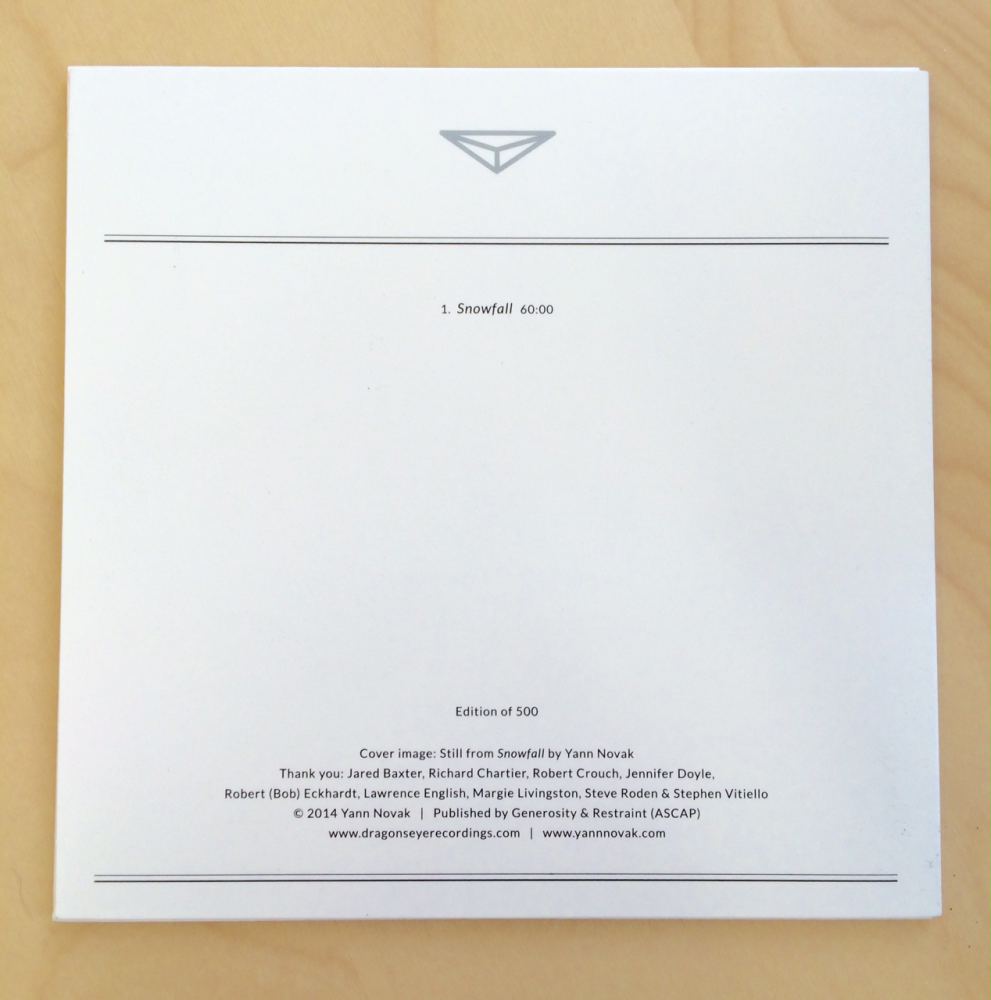 1. Snowfall 60:00
Edition of 500
Cover image: Still from Snowfall by Yann Novak
Thank you: Jared Baxter, Richard Chartier, Robert Crouch, Jennifer Doyle,
Robert (Bob) Eckhardt, Lawrence English, Margie Livingston, Steve Roden & Stephen Vitiello
© 2014 Yann Novak | Published by Generosity & Restraint (ASCAP)
www.dragonseyerecordings.com | www.yannnovak.com